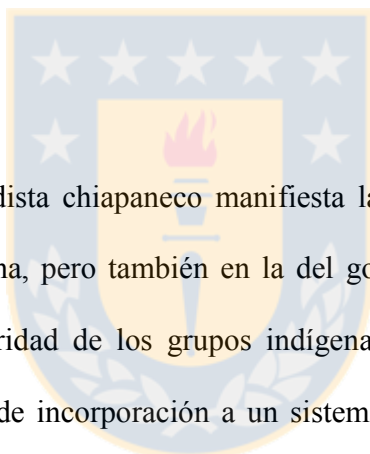 dista chiapaneco manifiesta la
na, pero también en la del go
ridad de los grupos indígena
de incorporación a un sistem